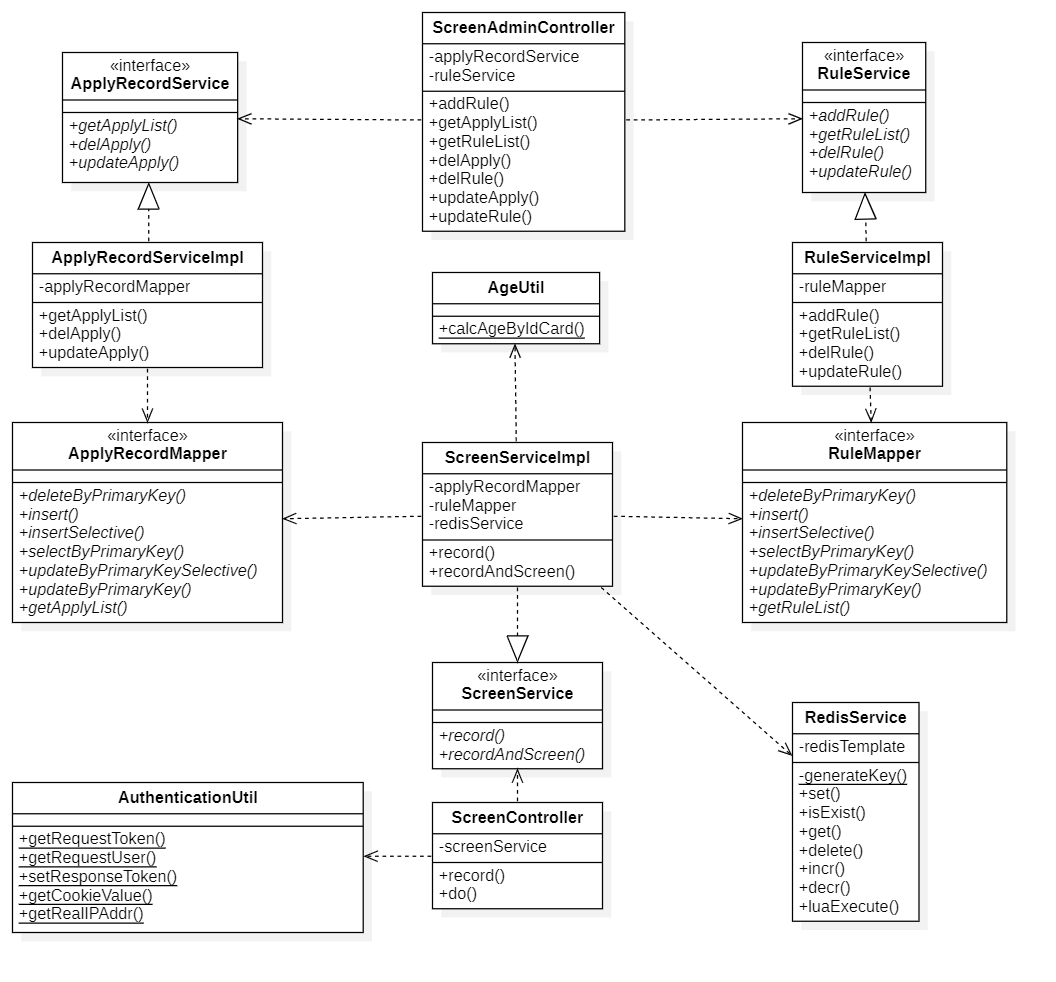 ScreenAdminController
-applyRecordService
-ruleService
+addRule()
+getApplyList()
+getRuleList()
+delApply()
+delRule()
+updateApply()
+updateRule()
«interface»
ApplyRecordService
+getApplyList()
+delApply()
+updateApply()
«interface»
RuleService
+addRule()
+getRuleList()
+delRule()
+updateRule()
ApplyRecordServiceImpl
-applyRecordMapper
+getApplyList()
+delApply()
+updateApply()
AgeUtil
+calcAgeByIdCard()
RuleServiceImpl
-ruleMapper
+addRule()
+getRuleList()
+delRule()
+updateRule()
«interface»
ApplyRecordMapper
+deleteByPrimaryKey()
+insert()
+insertSelective()
+selectByPrimaryKey()
+updateByPrimaryKeySelective()
+updateByPrimaryKey()
+getApplyList()
ScreenServiceImpl
-applyRecordMapper
-ruleMapper
-redisService
+record()
+recordAndScreen()
«interface»
RuleMapper
+deleteByPrimaryKey()
+insert()
+insertSelective()
+selectByPrimaryKey()
+updateByPrimaryKeySelective()
+updateByPrimaryKey()
+getRuleList()
«interface»
ScreenService
+record()
+recordAndScreen()
RedisService
-redisTemplate
-generateKey()
+set()
+isExist()
+get()
+delete()
+incr()
+decr()
+luaExecute()
AuthenticationUtil
+getRequestToken()
+getRequestUser()
+setResponseToken()
+getCookieValue()
+getRealIPAddr()
ScreenController
-screenService
+record()
+do()